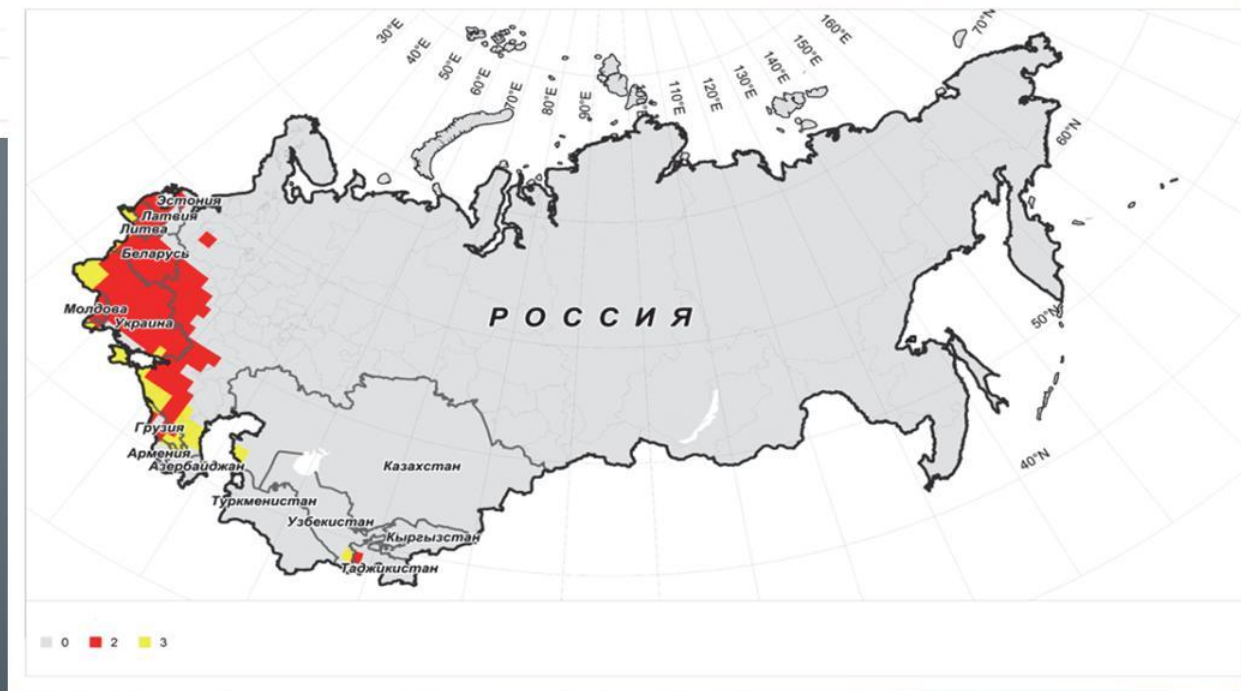 30°E
40°E
50°E
60°E
70°E
80°E
90°E
110°E
120°E
130°E
140°E
150°E
160°E
70°N
60°N
50°N
40°N
Эстония
Латвия
Литва
Беларусь
Молдова
Украина
РОССИЯ
Грузия
Армения
Азербайджан
Казахстан
Туркменистан
Узбекистан
Кыргызстан
Таджикистан
0 2 3